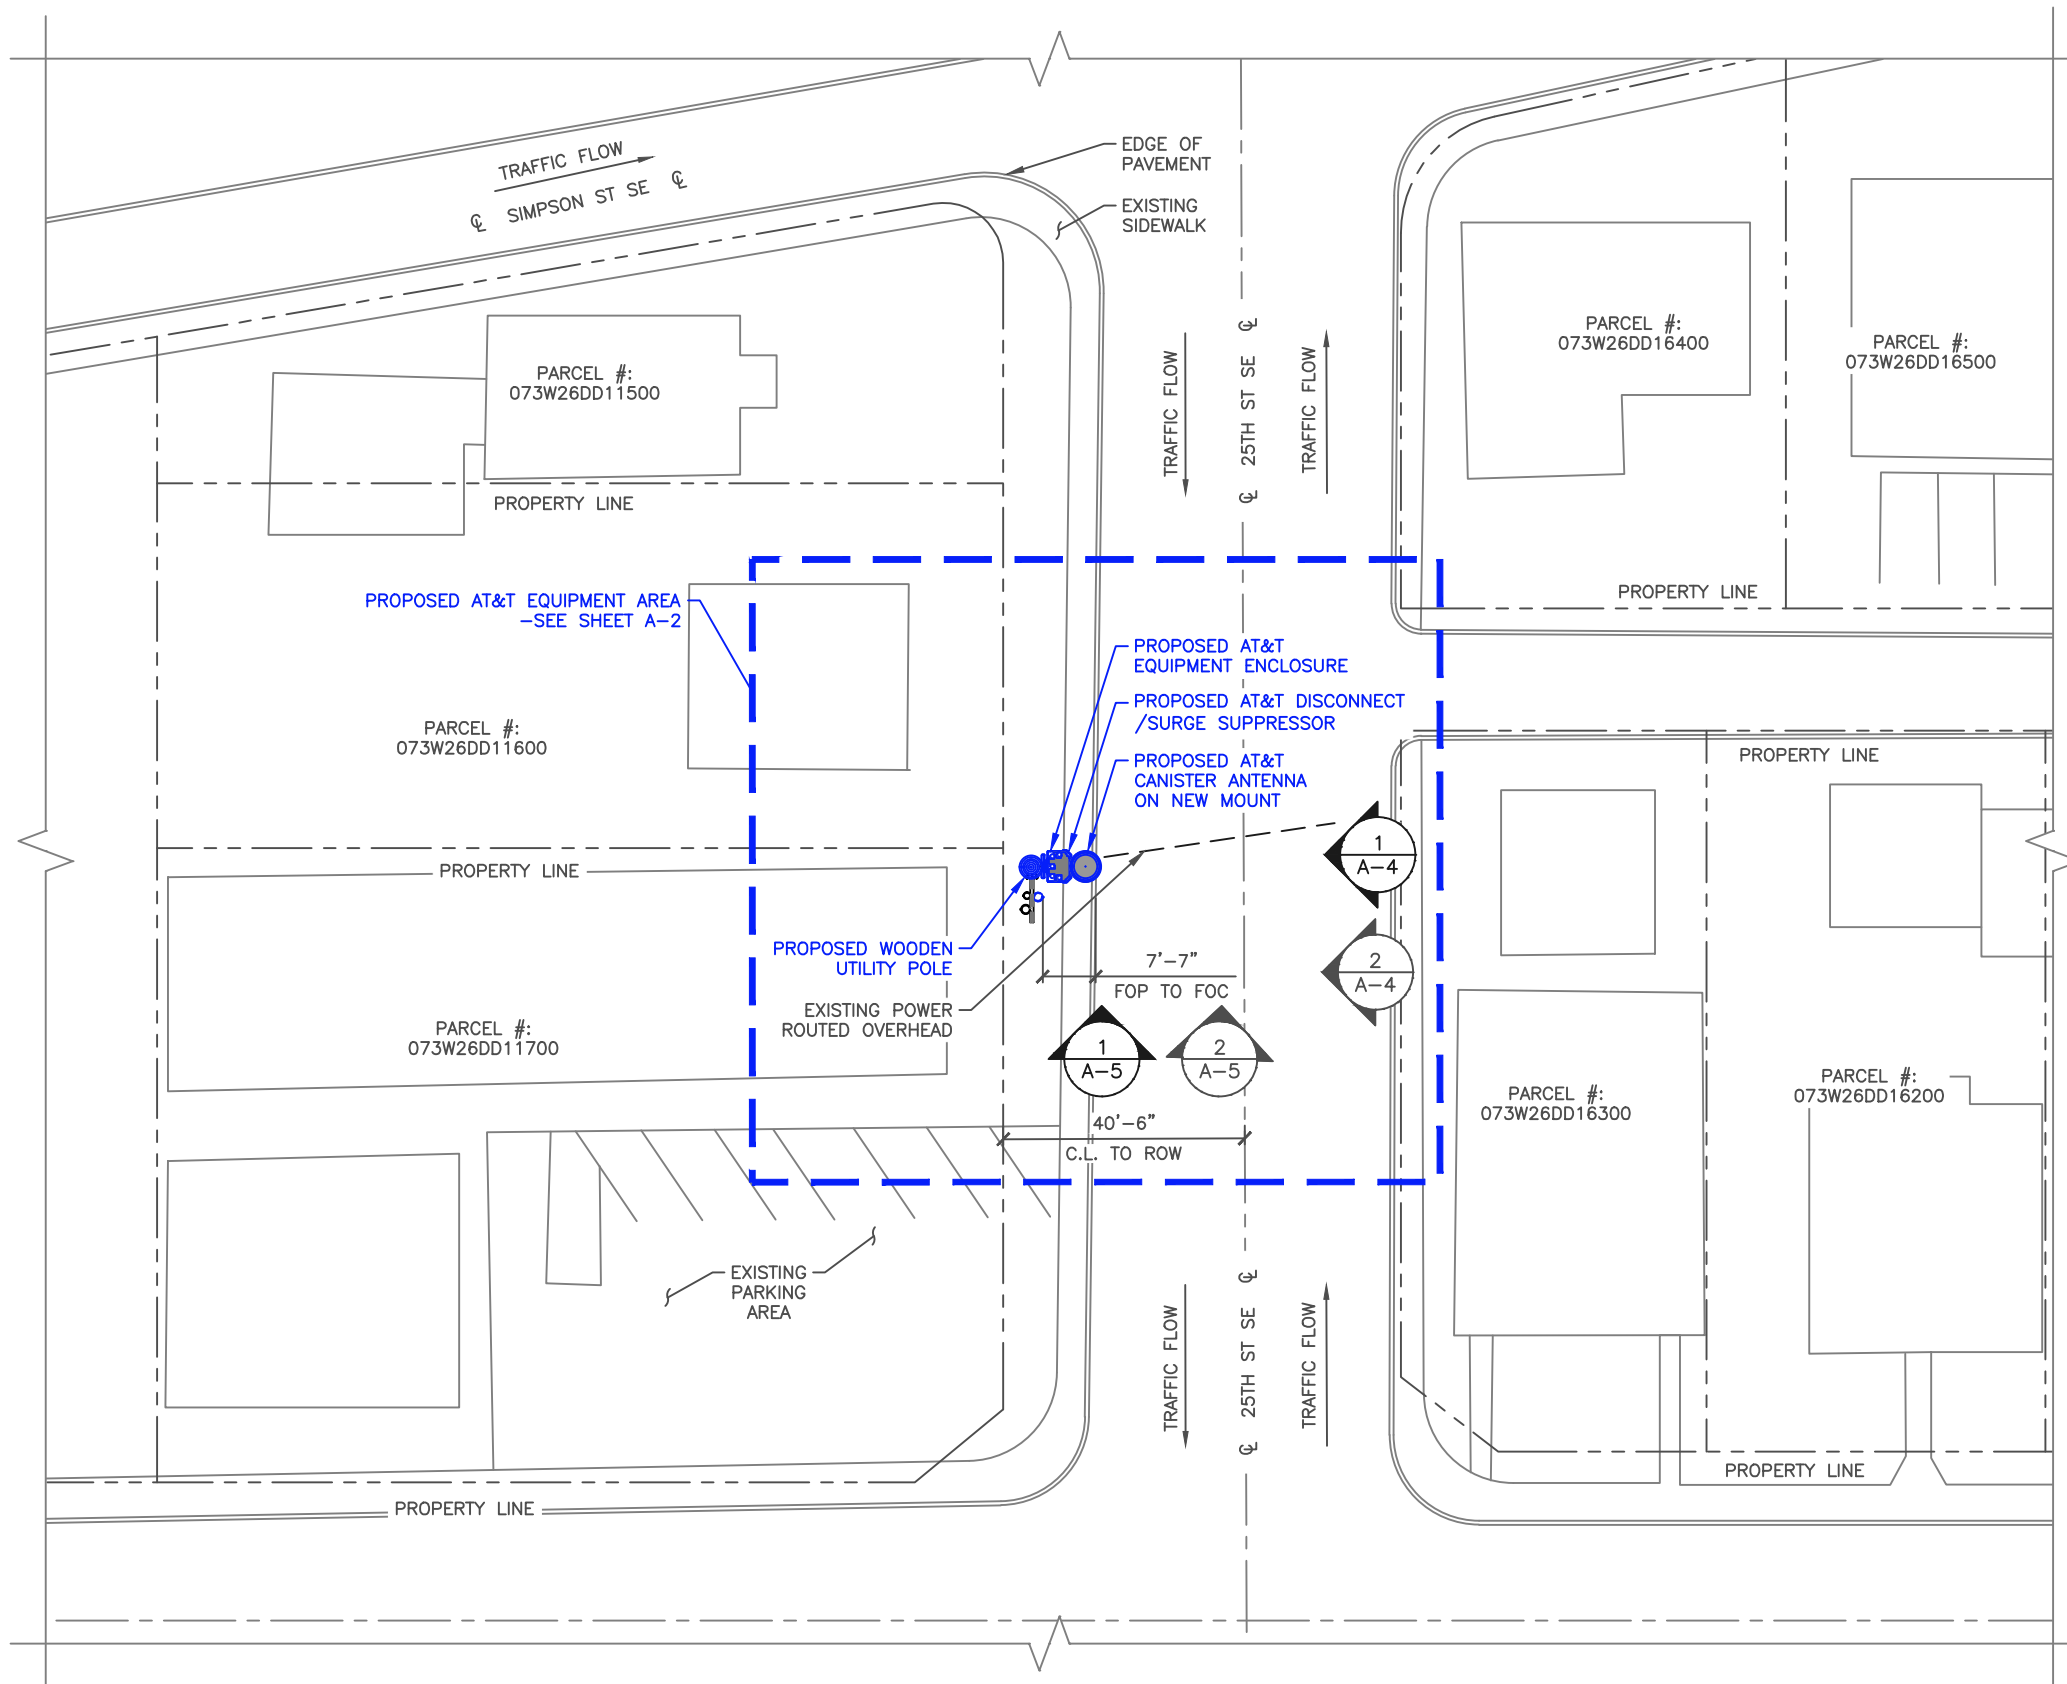 TRAFFIC FLOW
℄ SIMPSON ST SE ℄
EDGE OF
PAVEMENT
EXISTING
SIDEWALK
PARCEL #:
073W26DD11500
PROPERTY LINE
TRAFFIC FLOW
℄ 25TH ST SE ℄
TRAFFIC FLOW
PARCEL #:
073W26DD16400
PARCEL #:
073W26DD16500
PROPERTY LINE
PROPOSED AT&T EQUIPMENT AREA
-SEE SHEET A-2
PROPOSED AT&T
EQUIPMENT ENCLOSURE
PROPOSED AT&T DISCONNECT
/SURGE SUPPRESSOR
PROPOSED AT&T
CANISTER ANTENNA
ON NEW MOUNT
PARCEL #:
073W26DD11600
PROPERTY LINE
PROPERTY LINE
1
A-4
2
A-4
PROPOSED WOODEN
UTILITY POLE
7'-7"
FOP TO FOC
EXISTING POWER
ROUTED OVERHEAD
PARCEL #:
073W26DD11700
1
A-5
2
A-5
40'-6"
C.L. TO ROW
PARCEL #:
073W26DD16300
PARCEL #:
073W26DD16200
EXISTING
PARKING
AREA
TRAFFIC FLOW
℄ 25TH ST SE ℄
TRAFFIC FLOW
PROPERTY LINE
PROPERTY LINE